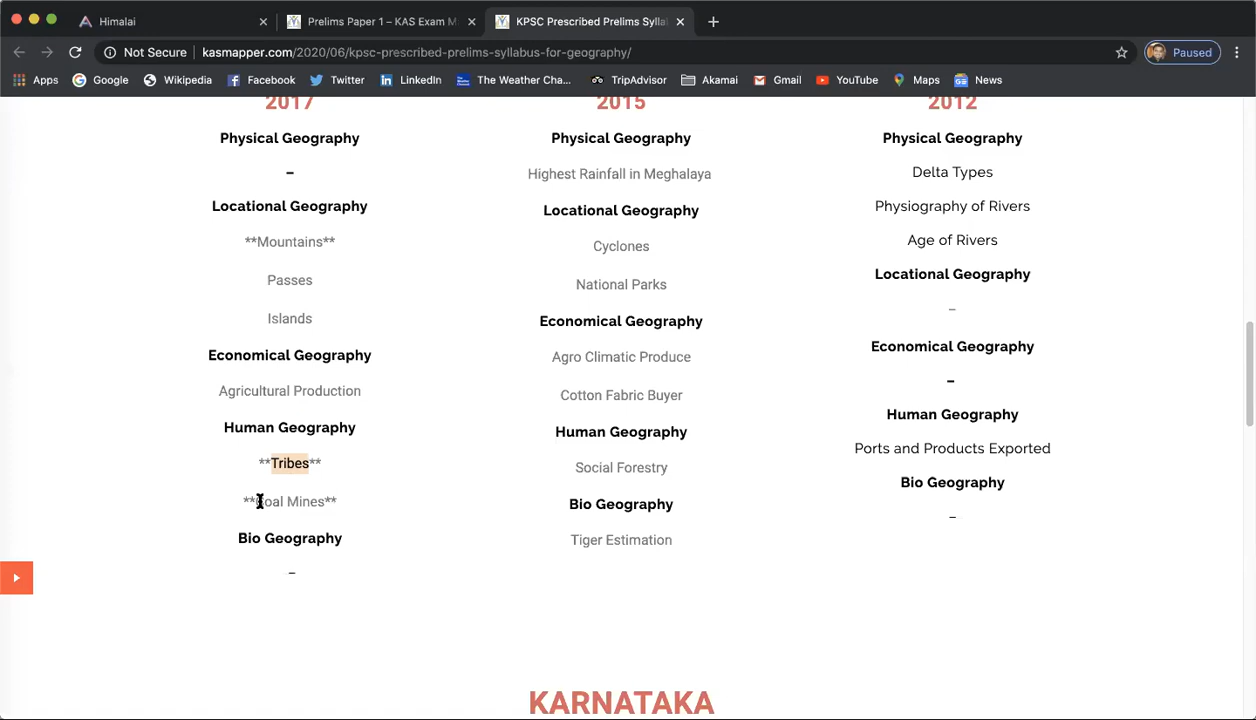 Himalai
Prelims Paper 1 – KAS Exam M
KPSC Prescribed Prelims Sylla
Not Secure
kasmapper.com/2020/06/kpsc-prescribed-prelims-syllabus-for-geography/
Paused
Apps
Google
Wikipedia
Facebook
Twitter
LinkedIn
The Weather Cha...
TripAdvisor
Akamai
Gmail
YouTube
Maps
News
2017
Physical Geography
–
Locational Geography
**Mountains**
Passes
Islands
Economical Geography
Agricultural Production
Human Geography
**Tribes**
**Coal Mines**
Bio Geography
–
2015
Physical Geography
Highest Rainfall in Meghalaya
Locational Geography
Cyclones
National Parks
Economical Geography
Agro Climatic Produce
Cotton Fabric Buyer
Human Geography
Social Forestry
Bio Geography
Tiger Estimation
2012
Physical Geography
Delta Types
Physiography of Rivers
Age of Rivers
Locational Geography
–
Economical Geography
–
Human Geography
Ports and Products Exported
Bio Geography
–
KARNATAKA